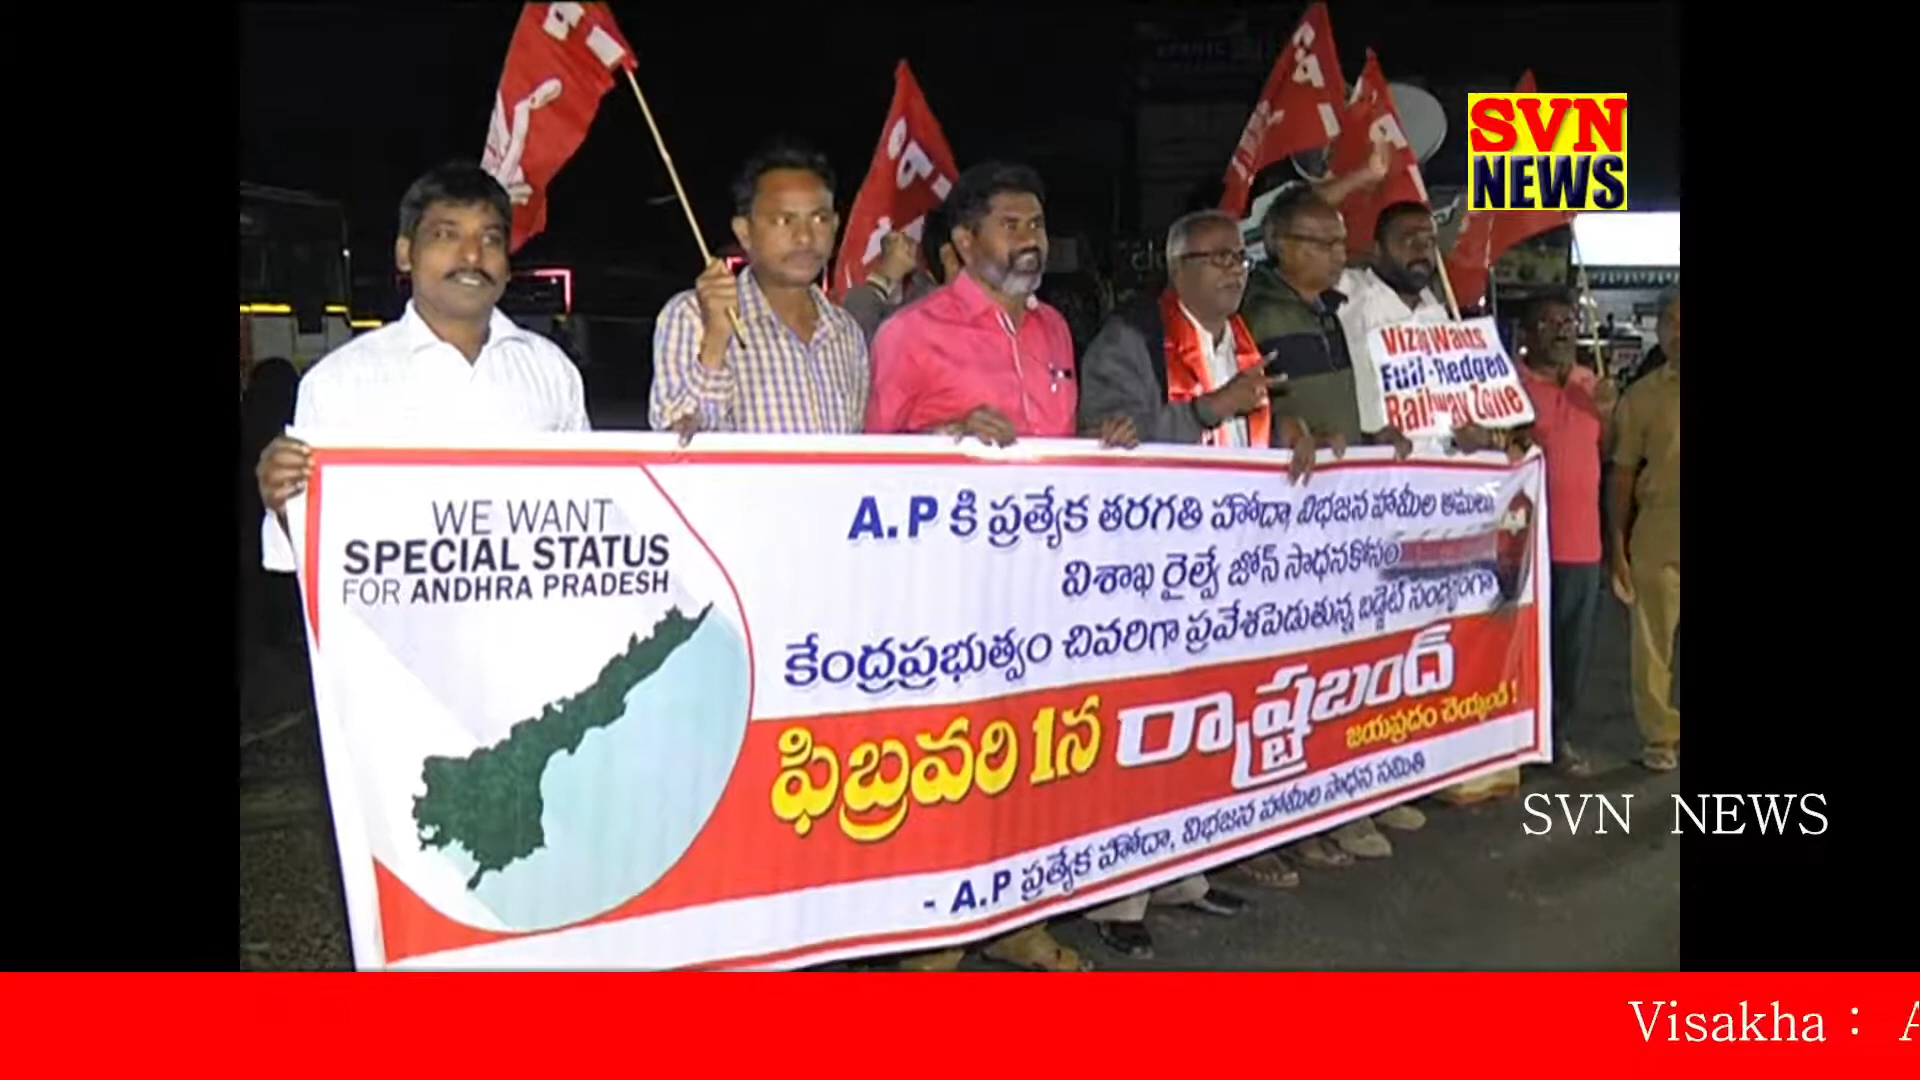 SVN
NEWS
Vizag Wants
Full-Fledged
Railway Zone
WE WANT
SPECIAL STATUS
FOR ANDHRA PRADESH
A.P కి ప్రత్యేక తరగతి హోదా, విభజన హామీల అమలు,
విశాఖ రైల్వే జోన్ సాధనకోసం
కేంద్రప్రభుత్వం చివరిగా ప్రవేశపెడుతున్న బడ్జెట్ సందర్భంగా
ఫిబ్రవరి 1న రాష్ట్రబంద్
జయప్రదం చెయ్యండి !
- A.P ప్రత్యేక హోదా, విభజన హామీల సాధన సమితి
SVN NEWS
Visakha : A